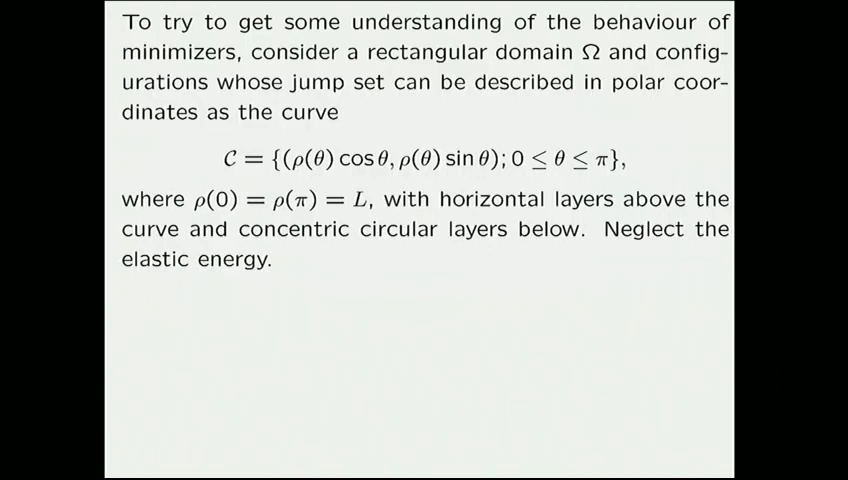 To try to get some understanding of the behaviour of
minimizers, consider a rectangular domain Ω and config-
urations whose jump set can be described in polar coor-
dinates as the curve
𝒞 = {(ρ(θ) cos θ, ρ(θ) sin θ); 0 ≤ θ ≤ π},
where ρ(0) = ρ(π) = L, with horizontal layers above the
curve and concentric circular layers below. Neglect the
elastic energy.